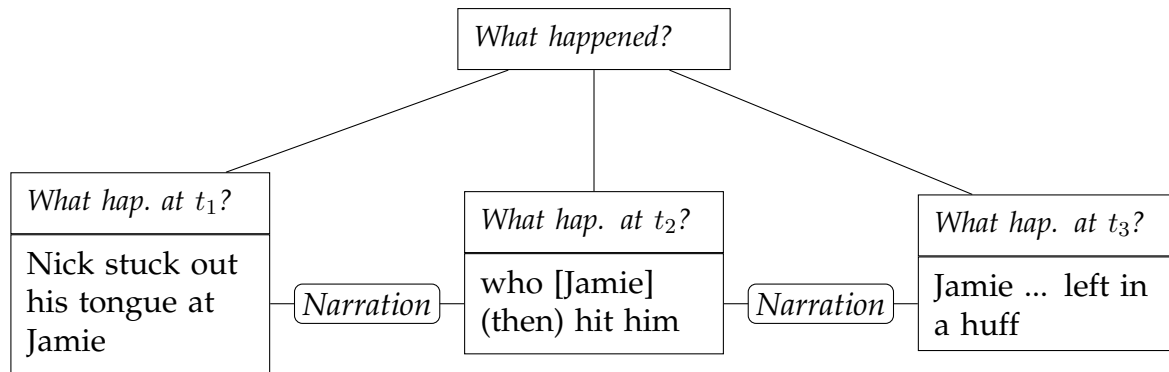 What happened?
What hap. at t₁?
Nick stuck out
his tongue at
Jamie
Narration
What hap. at t₂?
who [Jamie]
(then) hit him
Narration
What hap. at t₃?
Jamie ... left in
a huff